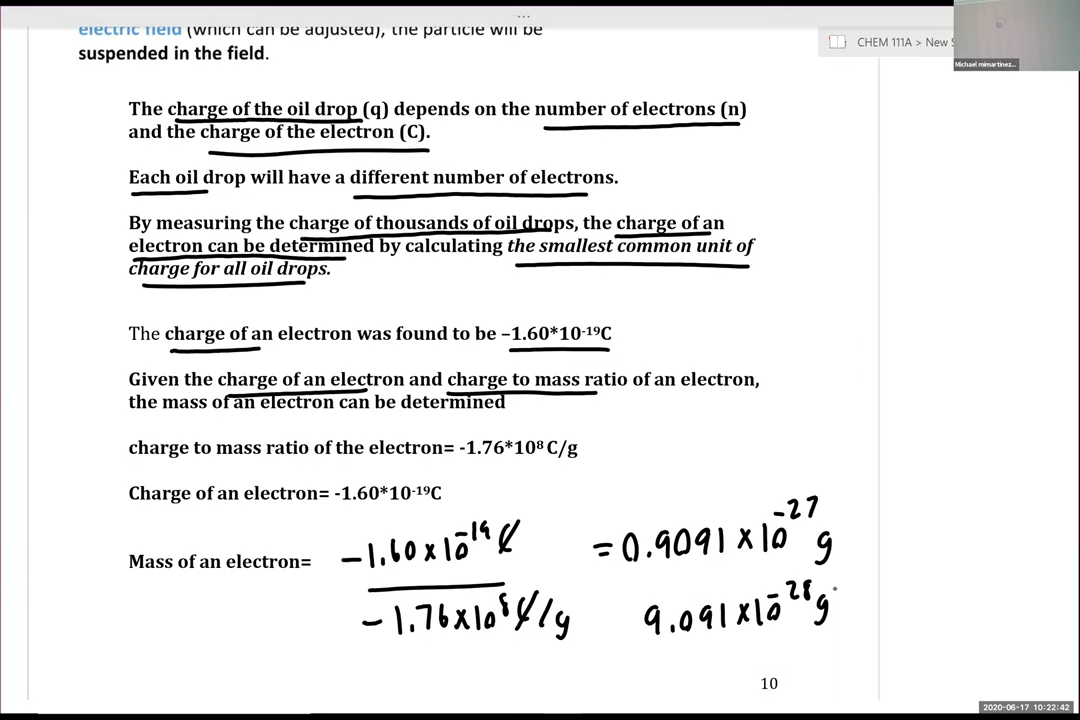 ...
electric field (which can be adjusted), the particle will be
suspended in the field.
CHEM 111A > New S
Michael mimartinez...
The charge of the oil drop (q) depends on the number of electrons (n)
and the charge of the electron (C).
Each oil drop will have a different number of electrons.
By measuring the charge of thousands of oil drops, the charge of an
electron can be determined by calculating the smallest common unit of
charge for all oil drops.
The charge of an electron was found to be –1.60*10⁻¹⁹C
Given the charge of an electron and charge to mass ratio of an electron,
the mass of an electron can be determined
charge to mass ratio of the electron= -1.76*10⁸ C/g
Charge of an electron= -1.60*10⁻¹⁹C
Mass of an electron= -1.60 x 10⁻¹⁹ C = 0.9091 x 10⁻²⁷ g
-1.76 x 10⁸ C/g 9.091 x 10⁻²⁸ g
10
2020-06-17 10:22:42